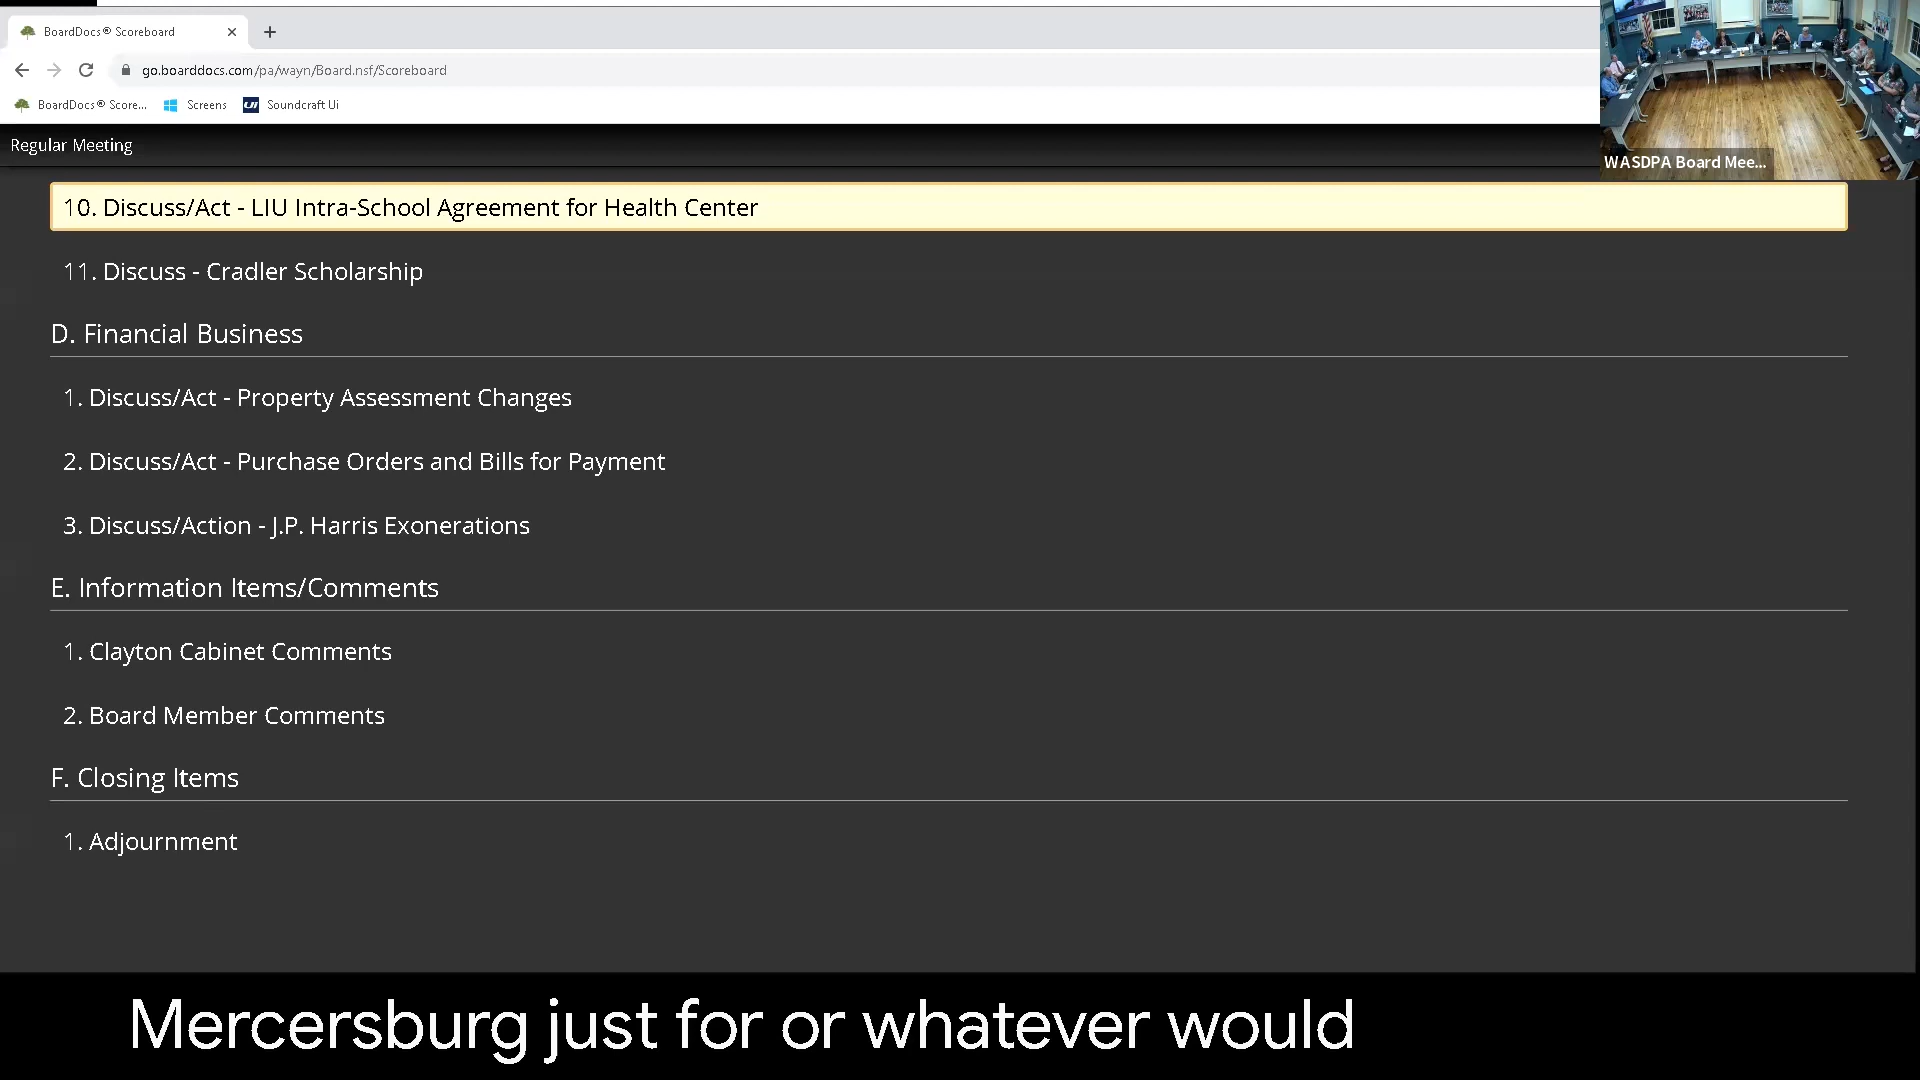 BoardDocs® Scoreboard
go.boarddocs.com/pa/wayn/Board.nsf/Scoreboard
BoardDocs® Score... Screens Soundcraft Ui
Regular Meeting
WASDPA Board Mee...
10. Discuss/Act - LIU Intra-School Agreement for Health Center
11. Discuss - Cradler Scholarship
D. Financial Business
1. Discuss/Act - Property Assessment Changes
2. Discuss/Act - Purchase Orders and Bills for Payment
3. Discuss/Action - J.P. Harris Exonerations
E. Information Items/Comments
1. Clayton Cabinet Comments
2. Board Member Comments
F. Closing Items
1. Adjournment
Mercersburg just for or whatever would